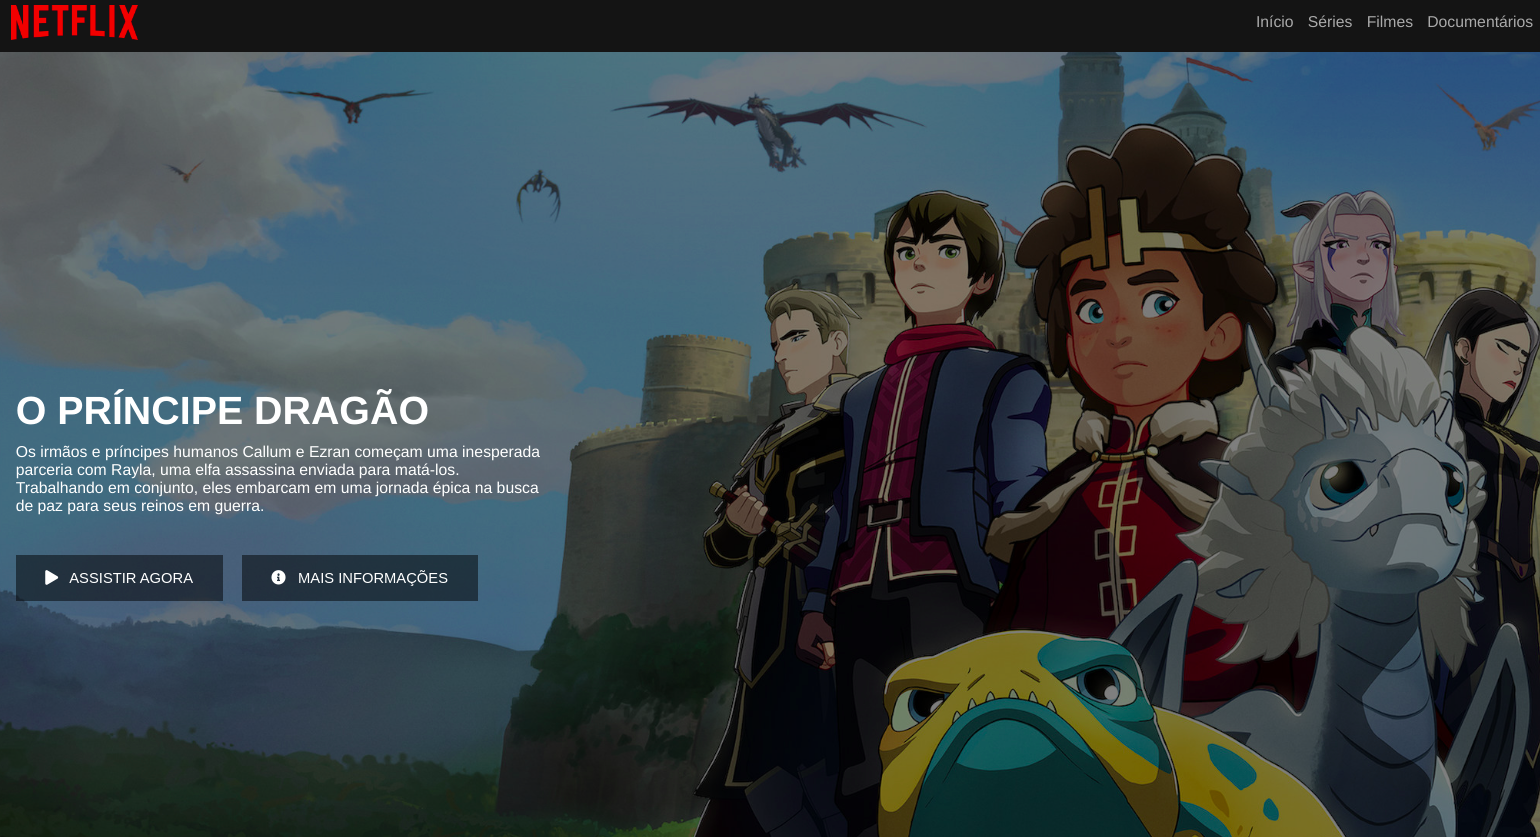 NETFLIX
Início Séries Filmes Documentários
O PRÍNCIPE DRAGÃO
Os irmãos e príncipes humanos Callum e Ezran começam uma inesperada
parceria com Rayla, uma elfa assassina enviada para matá-los.
Trabalhando em conjunto, eles embarcam em uma jornada épica na busca
de paz para seus reinos em guerra.
ASSISTIR AGORA
MAIS INFORMAÇÕES